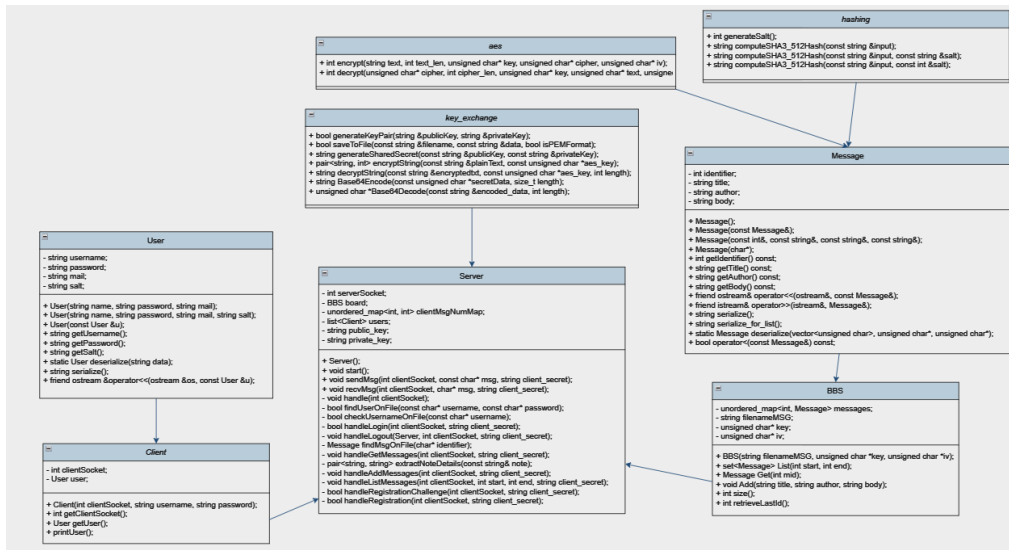 hashing
+ int generateSalt();
+ string computeSHA3_512Hash(const string &input);
+ string computeSHA3_512Hash(const string &input, const string &salt);
+ string computeSHA3_512Hash(const string &input, const int &salt);
aes
+ int encrypt(string text, int text_len, unsigned char* key, unsigned char* cipher, unsigned char* iv);
+ int decrypt(unsigned char* cipher, int cipher_len, unsigned char* key, unsigned char* text, unsigne
key_exchange
+ bool generateKeyPair(string &publicKey, string &privateKey);
+ bool saveToFile(const string &filename, const string &data, bool isPEMFormat);
+ string generateSharedSecret(const string &publicKey, const string &privateKey);
+ pair<string, int> encryptString(const string &plainText, const unsigned char *aes_key);
+ string decryptString(const string &encryptedtxt, const unsigned char *aes_key, int length);
+ string Base64Encode(const unsigned char *secretData, size_t length);
+ unsigned char *Base64Decode(const string &encoded_data, int length);
Message
- int identifier;
- string title;
- string author;
- string body;
+ Message();
+ Message(const Message&);
+ Message(const int&, const string&, const string&, const string&);
+ Message(char*);
+ int getIdentifier() const;
+ string getTitle() const;
+ string getAuthor() const;
+ string getBody() const;
+ friend ostream& operator<<(ostream&, const Message&);
+ friend istream& operator>>(istream&, Message&);
+ string serialize();
+ string serialize_for_list();
+ static Message deserialize(vector<unsigned char>, unsigned char*, unsigned char*);
+ bool operator<(const Message&) const;
User
- string username;
- string password;
- string mail;
- string salt;
+ User(string name, string password, string mail);
+ User(string name, string password, string mail, string salt);
+ User(const User &u);
+ string getUsername();
+ string getPassword();
+ string getSalt();
+ static User deserialize(string data);
+ string serialize();
+ friend ostream &operator<<(ostream &os, const User &u);
Server
- int serverSocket;
- BBS board;
- unordered_map<int, int> clientMsgNumMap;
- list<Client> users;
- string public_key;
- string private_key;
+ Server();
+ void start();
+ void sendMsg(int clientSocket, const char* msg, string client_secret);
+ void recvMsg(int clientSocket, char* msg, string client_secret);
- void handle(int clientSocket);
- bool findUserOnFile(const char* username, const char* password);
- bool checkUsernameOnFile(const char* username);
- bool handleLogin(int clientSocket, string client_secret);
- void handleLogout(Server, int clientSocket, string client_secret);
- Message findMsgOnFile(char* identifier);
- void handleGetMessages(int clientSocket, string client_secret);
- pair<string, string> extractNoteDetails(const string& note);
- void handleAddMessages(int clientSocket, string client_secret);
- void handleListMessages(int clientSocket, int start, int end, string client_secret);
- bool handleRegistrationChallenge(int clientSocket, string client_secret);
- bool handleRegistration(int clientSocket, string client_secret);
BBS
- unordered_map<int, Message> messages;
- string filenameMSG;
- unsigned char* key;
- unsigned char* iv;
+ BBS(string filenameMSG, unsigned char *key, unsigned char *iv);
+ set<Message> List(int start, int end);
+ Message Get(int mid);
+ void Add(string title, string author, string body);
+ int size();
+ int retrieveLastId();
Client
- int clientSocket;
- User user;
+ Client(int clientSocket, string username, string password);
+ int getClientSocket();
+ User getUser();
+ printUser();